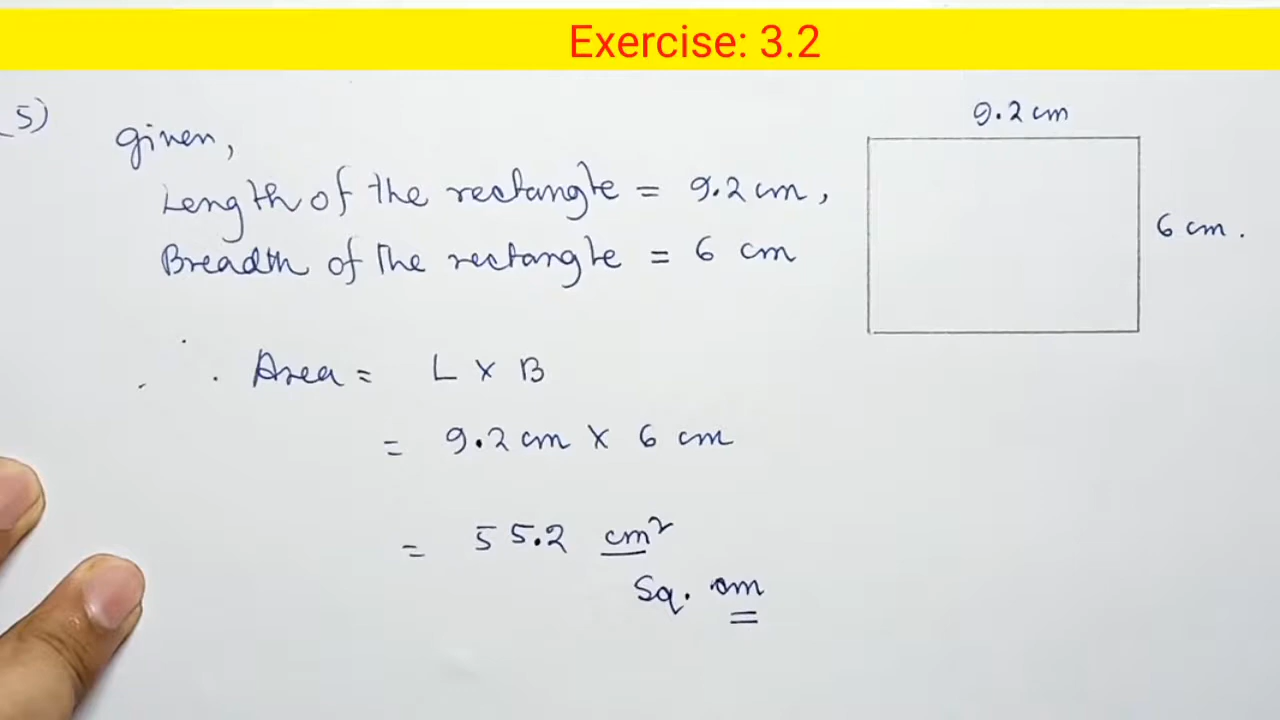 Exercise: 3.2
5)
given,
Length of the rectangle = 9.2 cm,
Breadth of the rectangle = 6 cm
9.2 cm
6 cm.
∴ Area = L × B
= 9.2 cm × 6 cm
= 55.2 cm²
Sq. cm